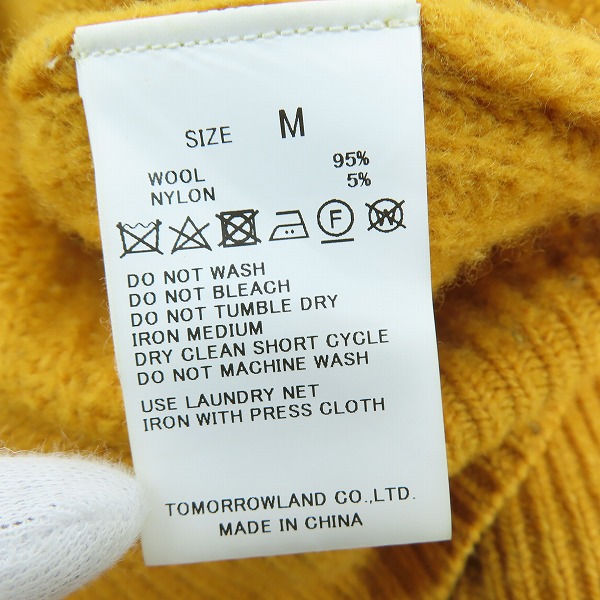 SIZE M
WOOL 95%
NYLON 5%
F W
DO NOT WASH
DO NOT BLEACH
DO NOT TUMBLE DRY
IRON MEDIUM
DRY CLEAN SHORT CYCLE
DO NOT MACHINE WASH
USE LAUNDRY NET
IRON WITH PRESS CLOTH
TOMORROWLAND CO.,LTD.
MADE IN CHINA